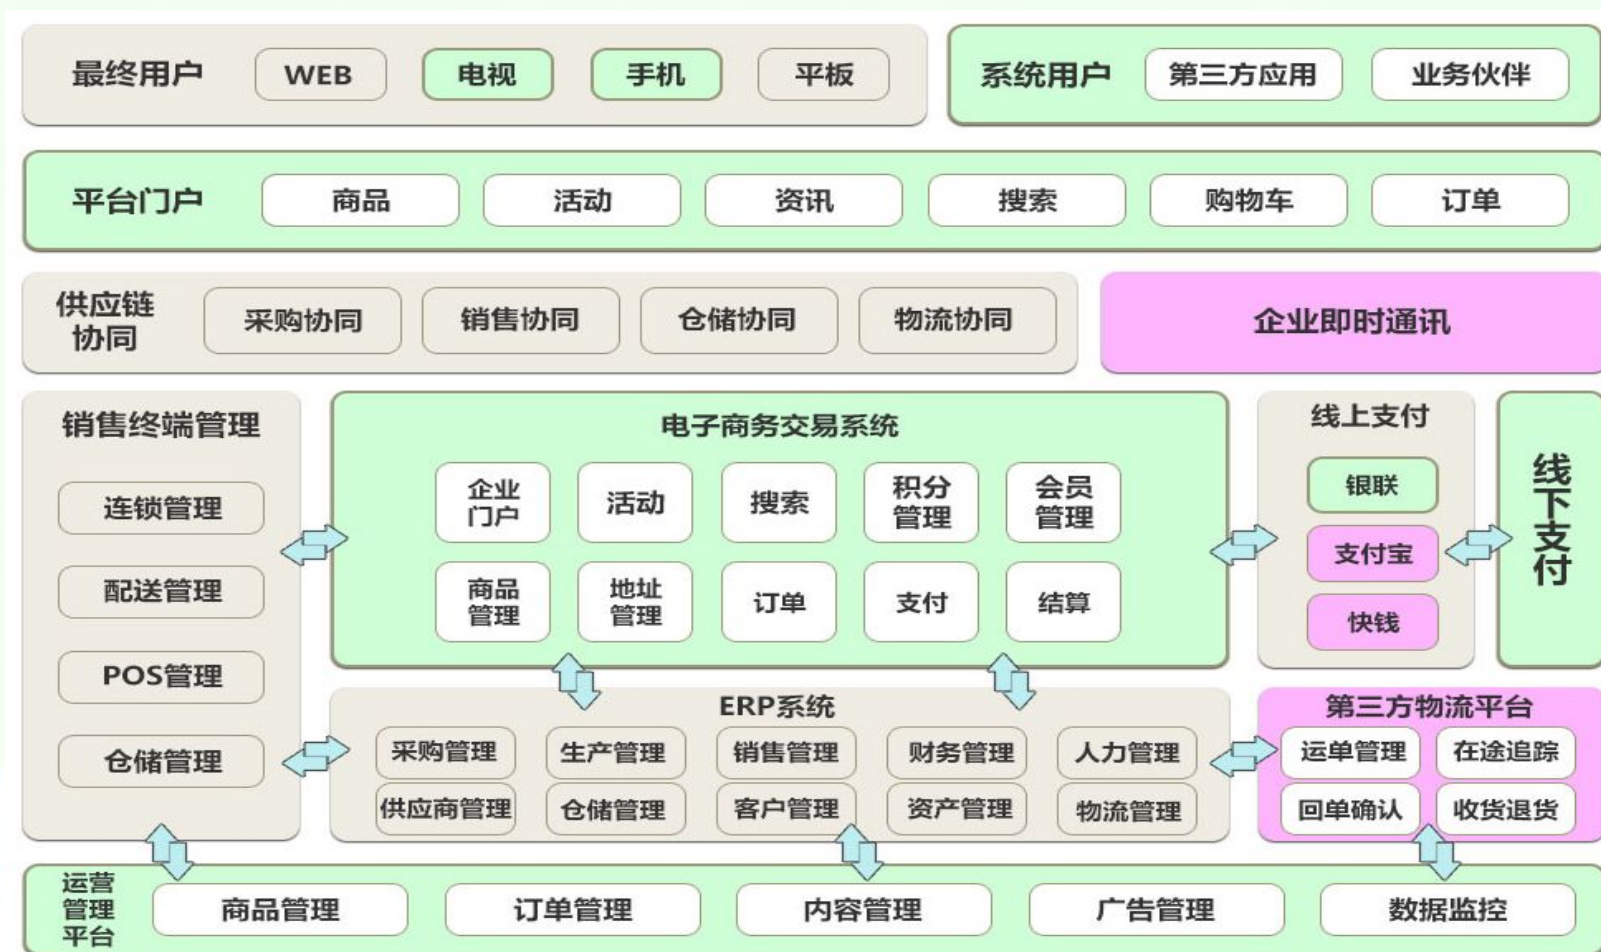 最终用户
WEB
电视
手机
平板
系统用户
第三方应用
业务伙伴
平台门户
商品
活动
资讯
搜索
购物车
订单
供应链
协同
采购协同
销售协同
仓储协同
物流协同
企业即时通讯
销售终端管理
连锁管理
配送管理
POS管理
仓储管理
电子商务交易系统
企业
门户
活动
搜索
积分
管理
会员
管理
商品
管理
地址
管理
订单
支付
结算
线上支付
银联
支付宝
快钱
线下支付
ERP系统
采购管理
生产管理
销售管理
财务管理
人力管理
供应商管理
仓储管理
客户管理
资产管理
物流管理
第三方物流平台
运单管理
在途追踪
回单确认
收货退货
运营
管理
平台
商品管理
订单管理
内容管理
广告管理
数据监控